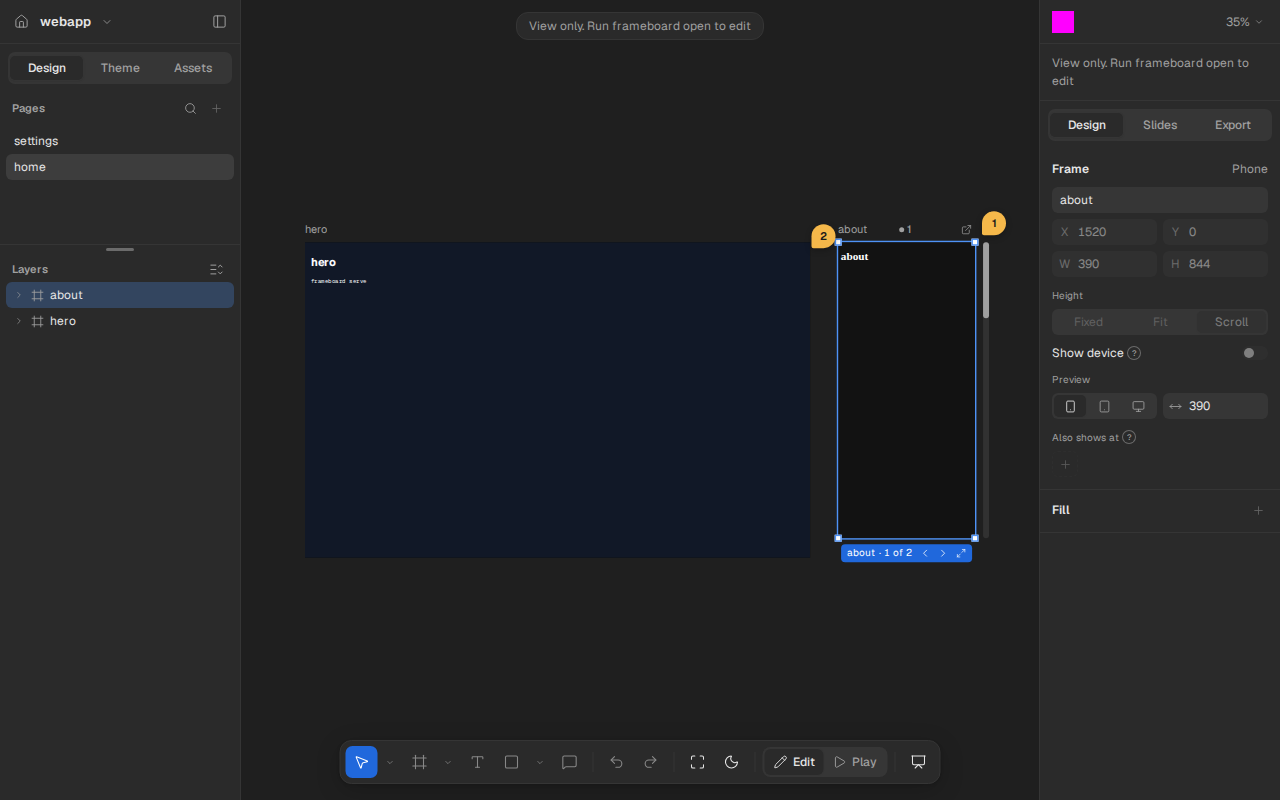 webapp
View only. Run frameboard open to edit
35%
Design
Theme
Assets
View only. Run frameboard open to
edit
Pages
Design
Slides
Export
settings
home
Frame
Phone
about
X 1520
Y 0
hero
2
about
1
1
W 390
H 844
Layers
hero
frameboard serve
about
Height
about
hero
Fixed
Fit
Scroll
Show device ?
Preview
390
Also shows at ?
Fill
about · 1 of 2
Edit
Play